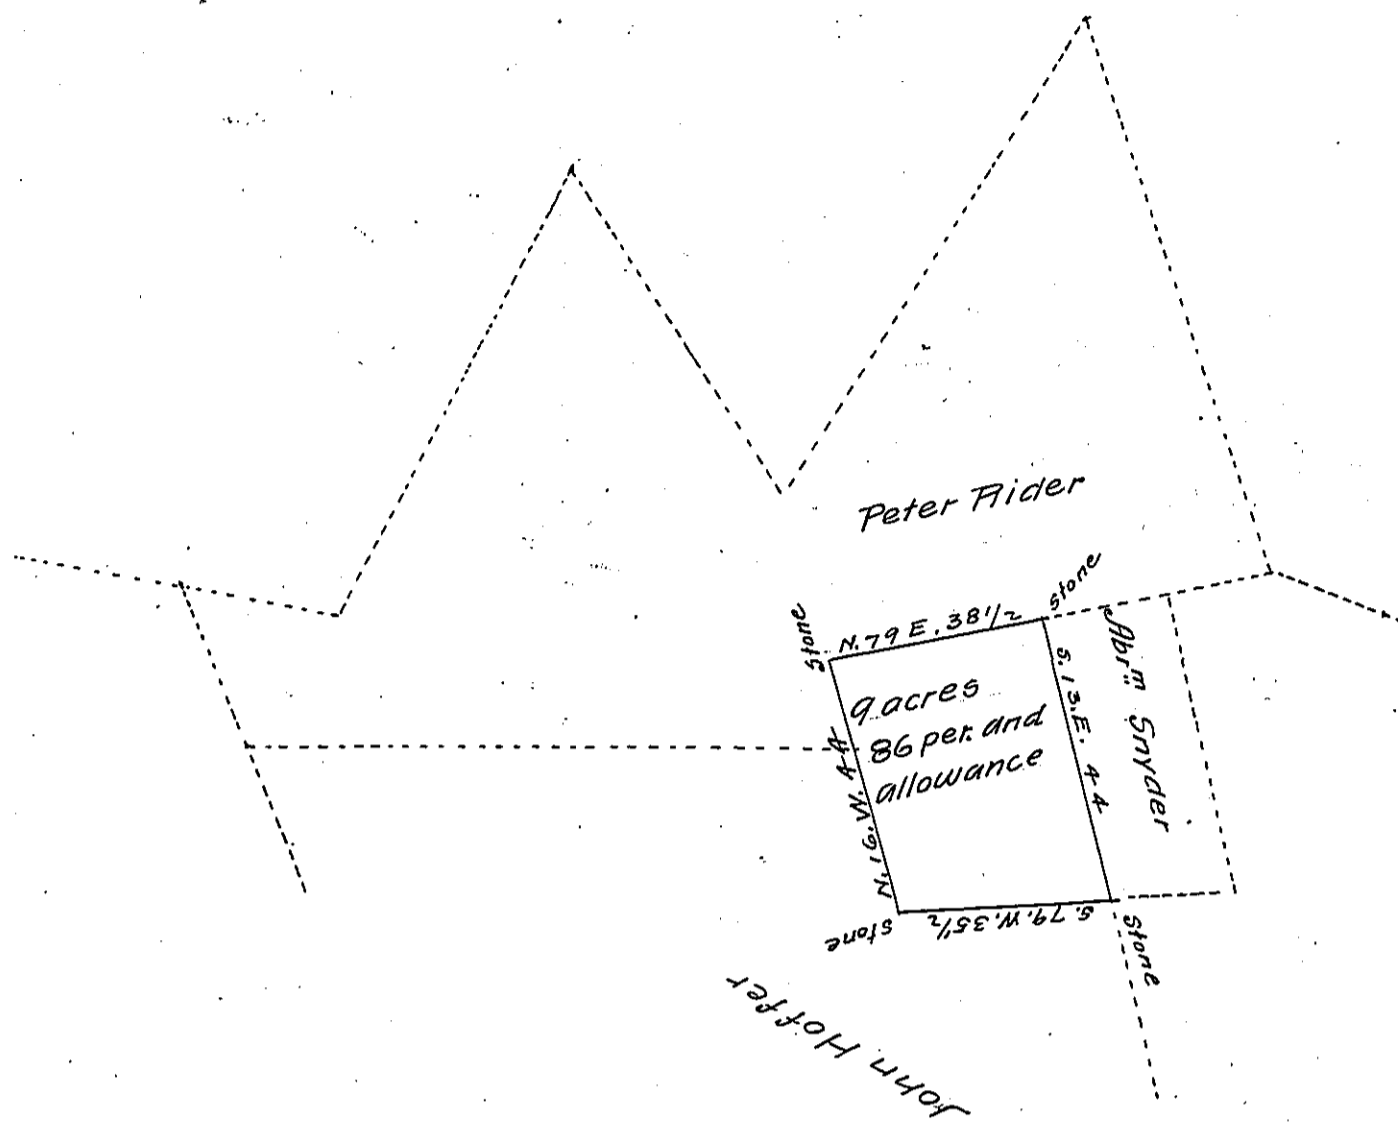 Peter Rider
Stone
Stone
N. 79 E. 38 1/2
S. 13. E. 44
Abr.m Snyder
9 acres
86 per. and
allowance
N. 16. W. 44
S. 79. W. 35 1/2
Stone
Stone
John Hoffer